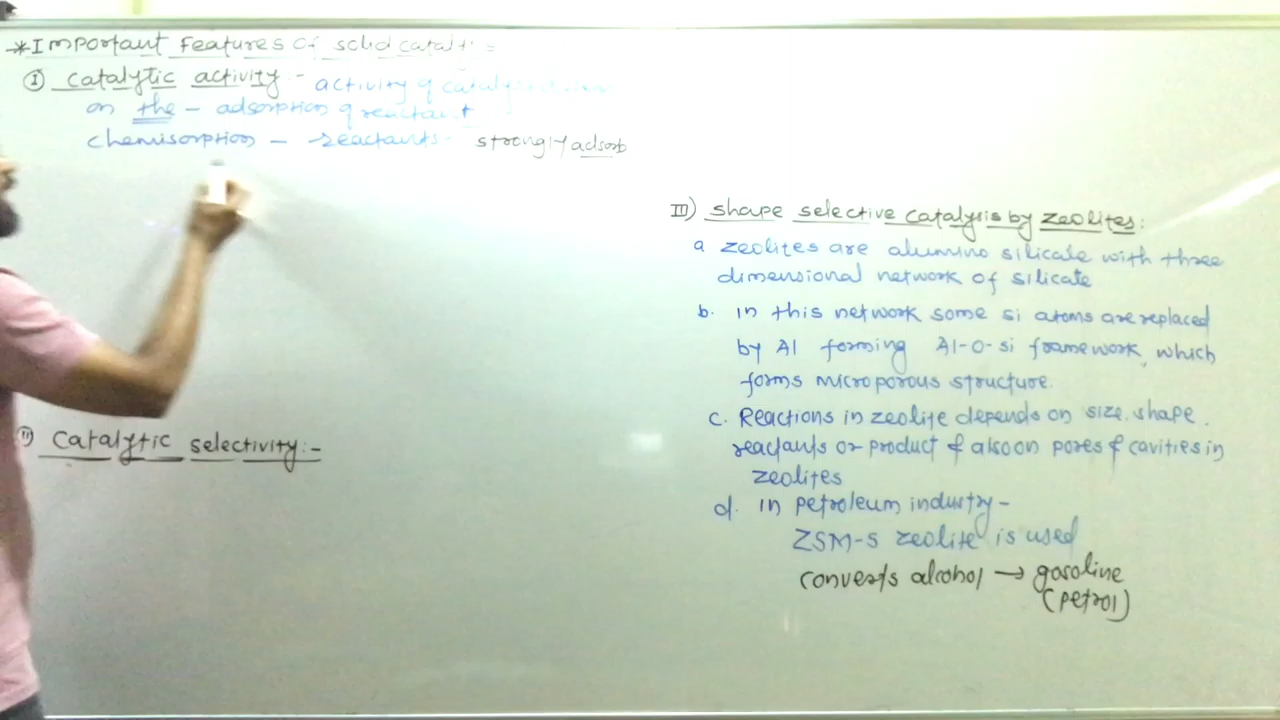 *Important Features of solid
① catalytic activity :- activity of
on the - adsorption of reactant
chemisorption - reactants - strongly adsorb
II) catalytic selectivity:-
III) shape selective catalysis by zeolites:
a zeolites are alumino silicate with three
dimensional network of silicate
b. in this network some si atoms are replaced
by Al forming Al-O-Si framework, which
forms microporous structure.
c. Reactions in zeolite depends on size. shape.
reactants or product & also on pores & cavities in
zeolites
d. in petroleum industry -
ZSM-5 zeolite is used
converts alcohol → gasoline
(petrol)